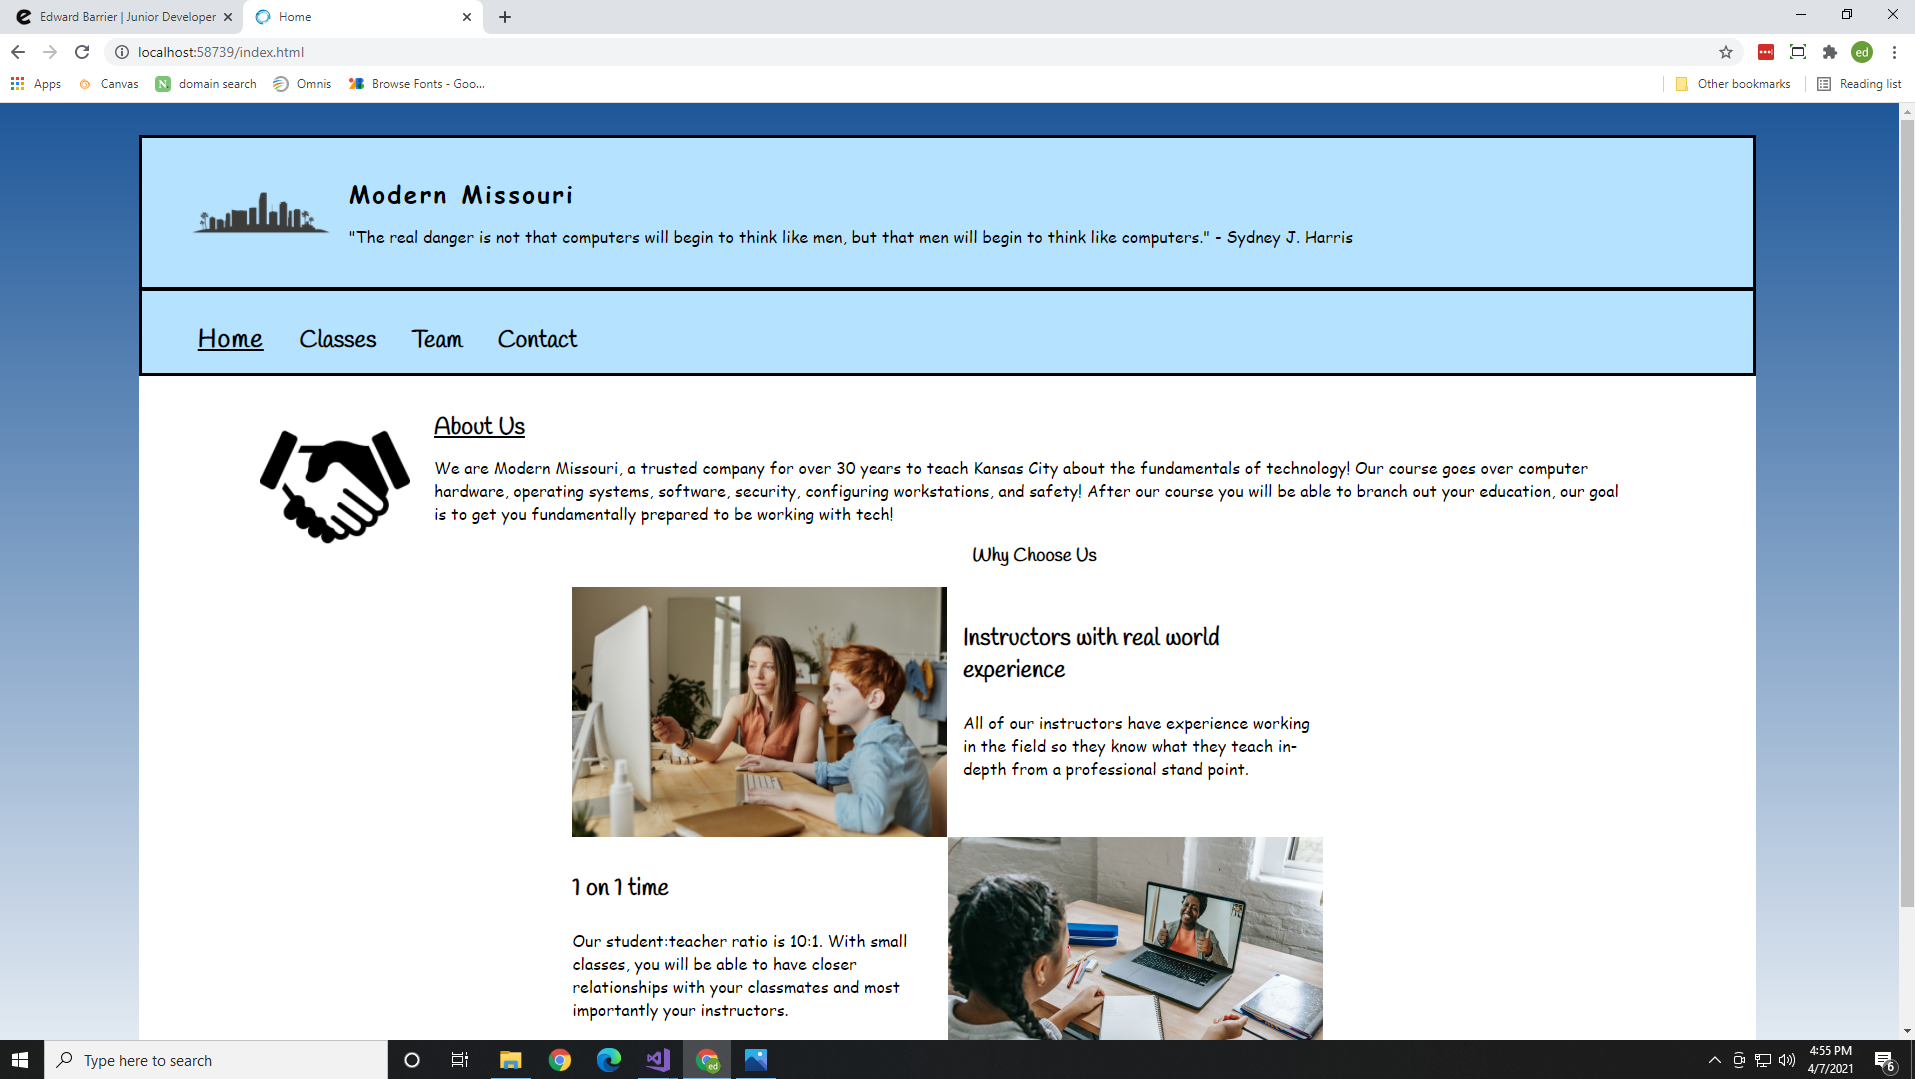 Edward Barrier | Junior Developer
Home
localhost:58739/index.html
ed
Apps
Canvas
N
domain search
Omnis
Browse Fonts - Goo...
Other bookmarks
Reading list
Modern Missouri
"The real danger is not that computers will begin to think like men, but that men will begin to think like computers." - Sydney J. Harris
Home Classes Team Contact
About Us
We are Modern Missouri, a trusted company for over 30 years to teach Kansas City about the fundamentals of technology! Our course goes over computer
hardware, operating systems, software, security, configuring workstations, and safety! After our course you will be able to branch out your education, our goal
is to get you fundamentally prepared to be working with tech!
Why Choose Us
Instructors with real world
experience
All of our instructors have experience working
in the field so they know what they teach in-
depth from a professional stand point.
1 on 1 time
Our student:teacher ratio is 10:1. With small
classes, you will be able to have closer
relationships with your classmates and most
importantly your instructors.
Type here to search
ed
4:55 PM
4/7/2021
6